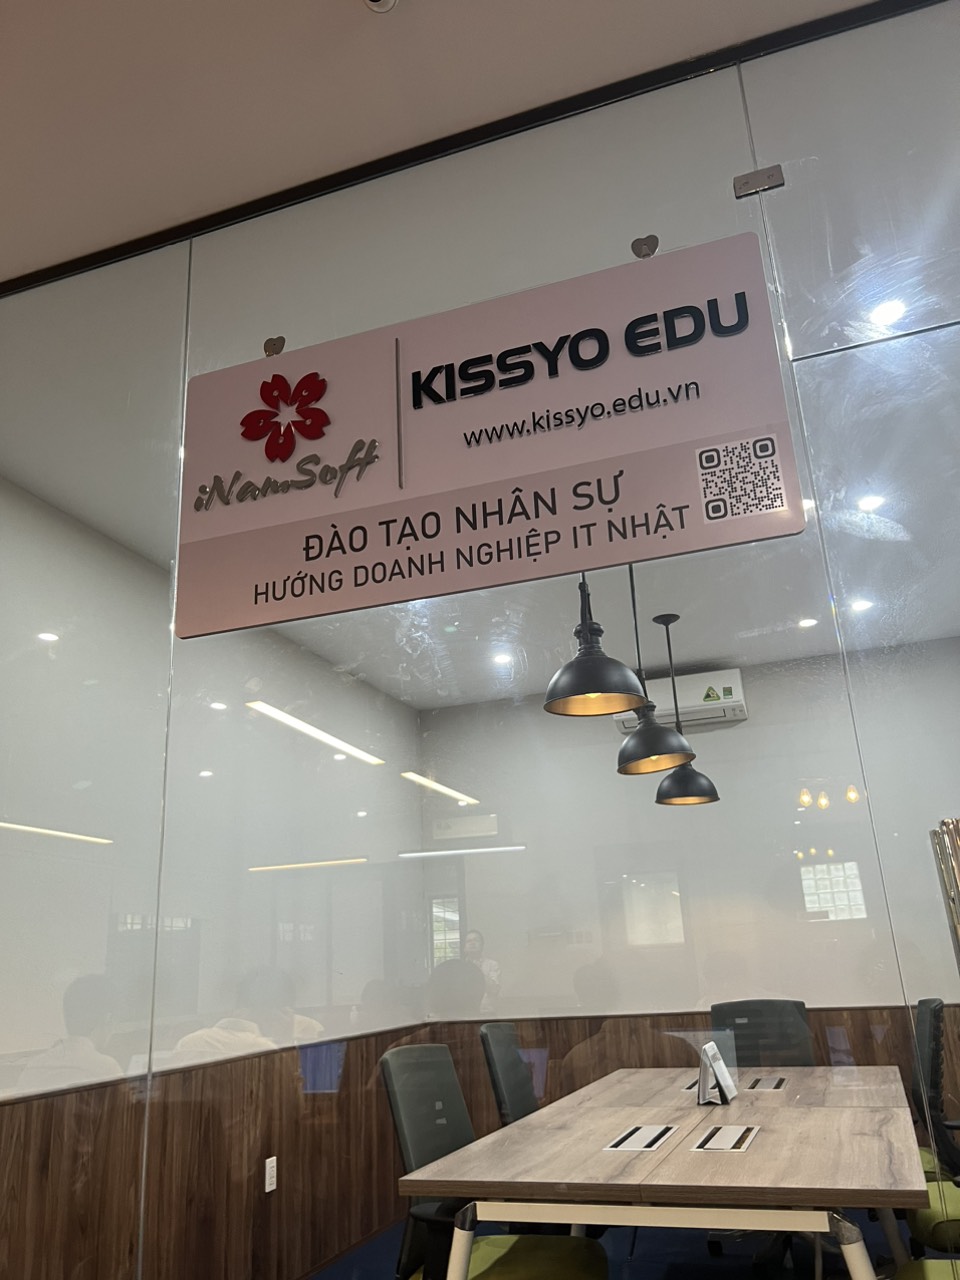 iNamSoft
KISSYO EDU
www.kissyo.edu.vn
ĐÀO TẠO NHÂN SỰ
HƯỚNG DOANH NGHIỆP IT NHẬT